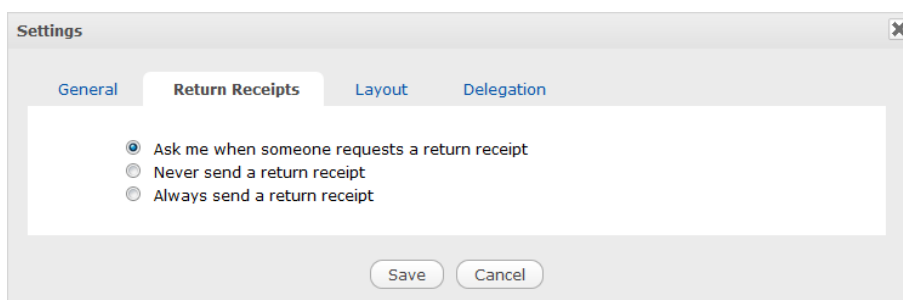 Settings
General Return Receipts Layout Delegation
Ask me when someone requests a return receipt
Never send a return receipt
Always send a return receipt
Save Cancel